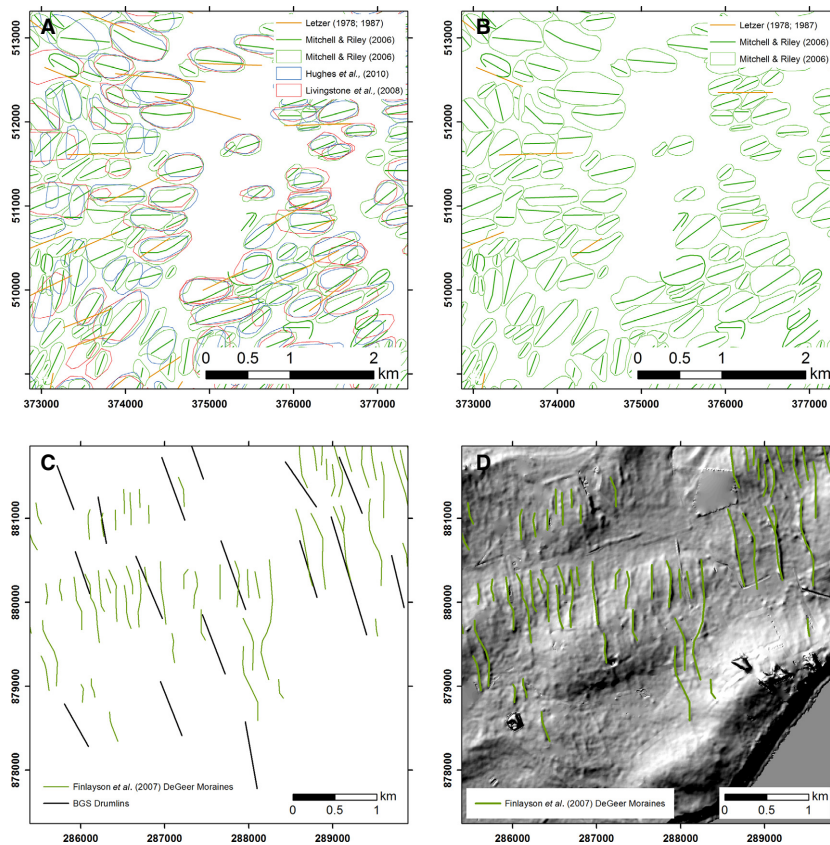 A
Letzer (1978; 1987)
Mitchell & Riley (2006)
Mitchell & Riley (2006)
Hughes et al., (2010)
Livingstone et al., (2008)
513000
512000
511000
510000
0 0.5 1 2
km
373000 374000 375000 376000 377000
B
Letzer (1978; 1987)
Mitchell & Riley (2006)
Mitchell & Riley (2006)
0 0.5 1 2
km
373000 374000 375000 376000 377000
C
881000
880000
879000
878000
Finlayson et al. (2007) DeGeer Moraines
BGS Drumlins
km
0 0.5 1
286000 287000 288000 289000
D
881000
880000
879000
878000
Finlayson et al. (2007) DeGeer Moraines
km
0 0.5 1
286000 287000 288000 289000